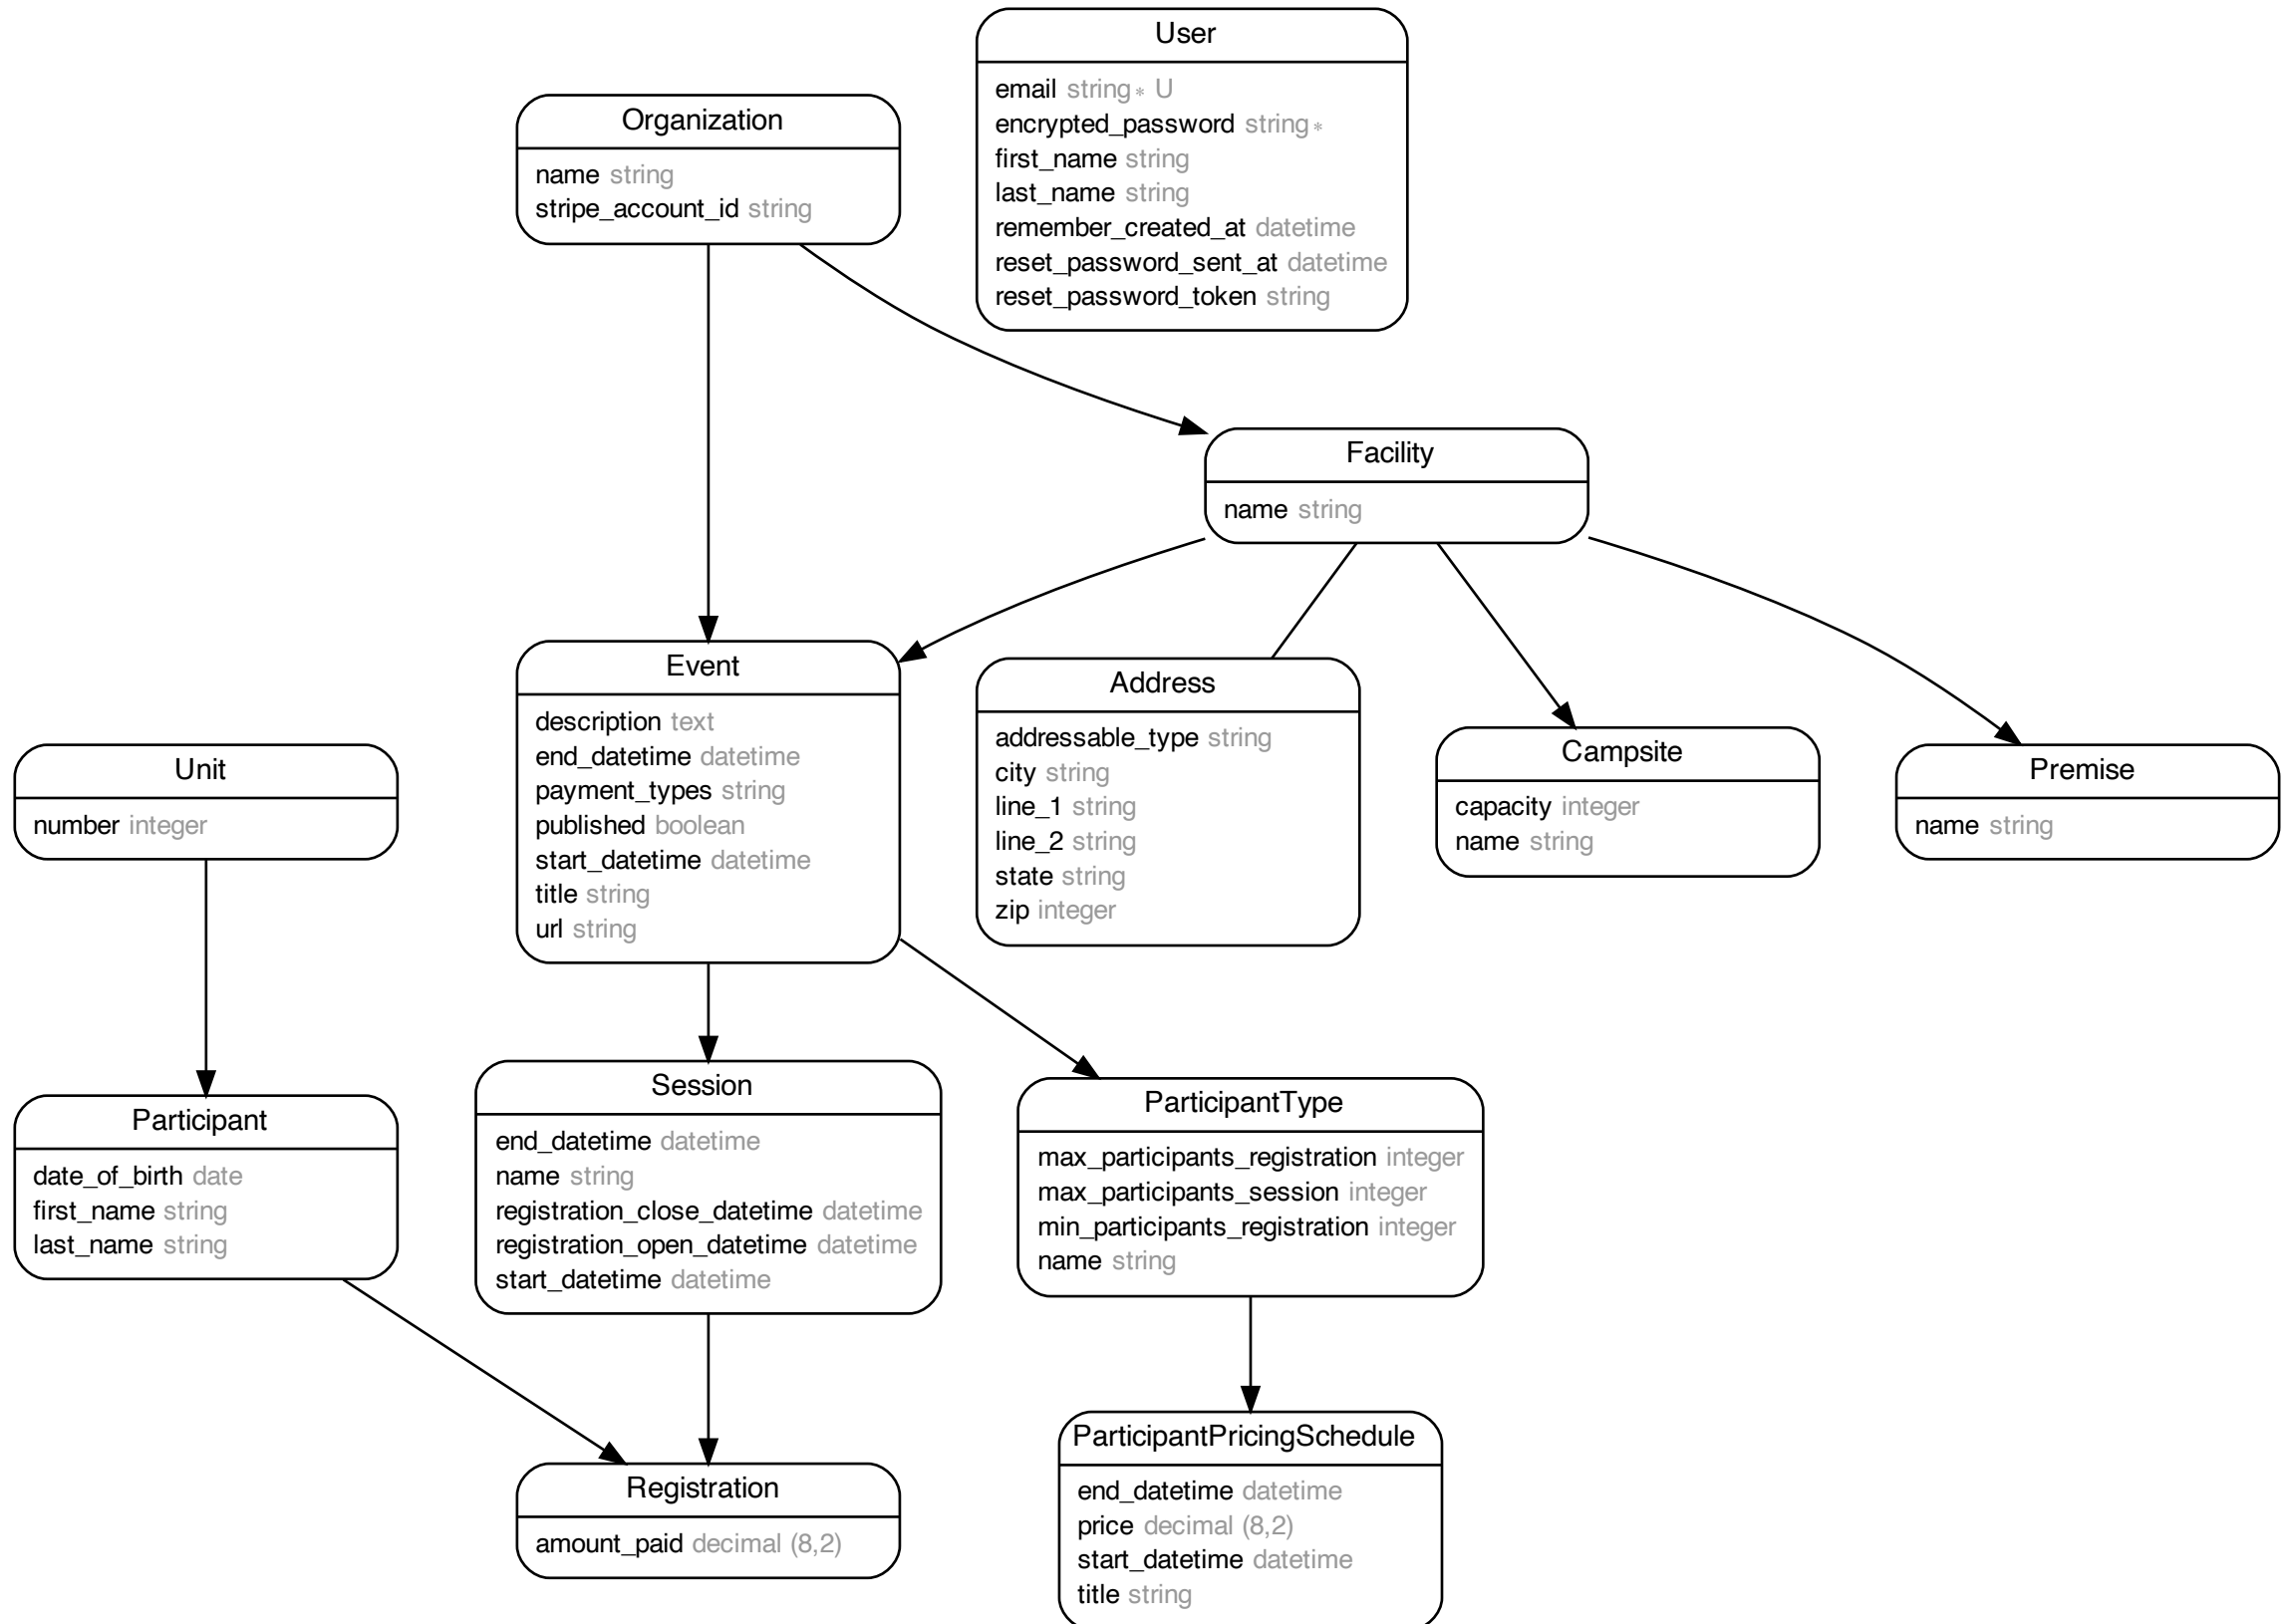 User
email string* U
encrypted_password string*
first_name string
last_name string
remember_created_at datetime
reset_password_sent_at datetime
reset_password_token string
Organization
name string
stripe_account_id string
Facility
name string
Event
description text
end_datetime datetime
payment_types string
published boolean
start_datetime datetime
title string
url string
Address
addressable_type string
city string
line_1 string
line_2 string
state string
zip integer
Campsite
capacity integer
name string
Premise
name string
Unit
number integer
Participant
date_of_birth date
first_name string
last_name string
Session
end_datetime datetime
name string
registration_close_datetime datetime
registration_open_datetime datetime
start_datetime datetime
ParticipantType
max_participants_registration integer
max_participants_session integer
min_participants_registration integer
name string
Registration
amount_paid decimal (8,2)
ParticipantPricingSchedule
end_datetime datetime
price decimal (8,2)
start_datetime datetime
title string